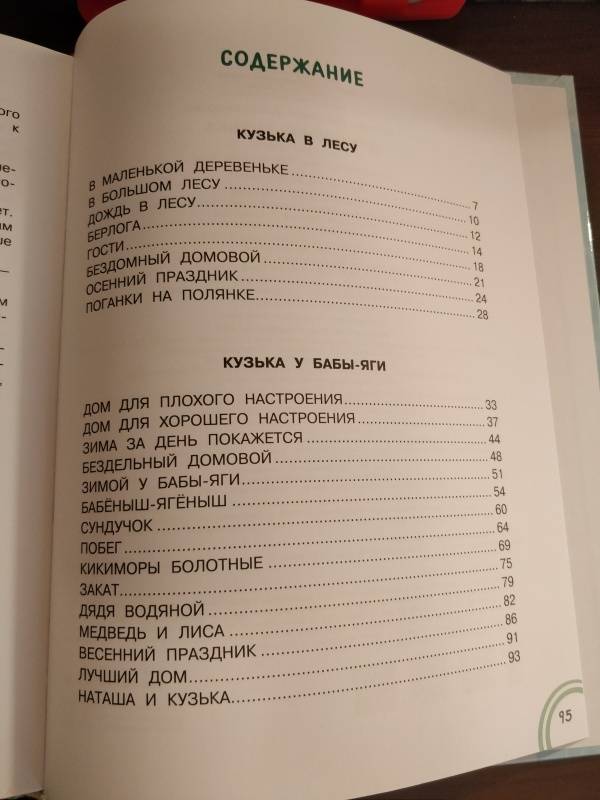 ого
к
ет.
ше
СОДЕРЖАНИЕ
КУЗЬКА В ЛЕСУ
В МАЛЕНЬКОЙ ДЕРЕВЕНЬКЕ 7
В БОЛЬШОМ ЛЕСУ 10
ДОЖДЬ В ЛЕСУ 12
БЕРЛОГА 14
ГОСТИ 18
БЕЗДОМНЫЙ ДОМОВОЙ 21
ОСЕННИЙ ПРАЗДНИК 24
ПОГАНКИ НА ПОЛЯНКЕ 28
КУЗЬКА У БАБЫ-ЯГИ
ДОМ ДЛЯ ПЛОХОГО НАСТРОЕНИЯ 33
ДОМ ДЛЯ ХОРОШЕГО НАСТРОЕНИЯ 37
ЗИМА ЗА ДЕНЬ ПОКАЖЕТСЯ 44
БЕЗДЕЛЬНЫЙ ДОМОВОЙ 48
ЗИМОЙ У БАБЫ-ЯГИ 51
БАБЁНЫШ-ЯГЁНЫШ 54
СУНДУЧОК 60
ПОБЕГ 64
КИКИМОРЫ БОЛОТНЫЕ 69
ЗАКАТ 75
ДЯДЯ ВОДЯНОЙ 79
МЕДВЕДЬ И ЛИСА 82
ВЕСЕННИЙ ПРАЗДНИК 86
ЛУЧШИЙ ДОМ 91
НАТАША И КУЗЬКА 93
95